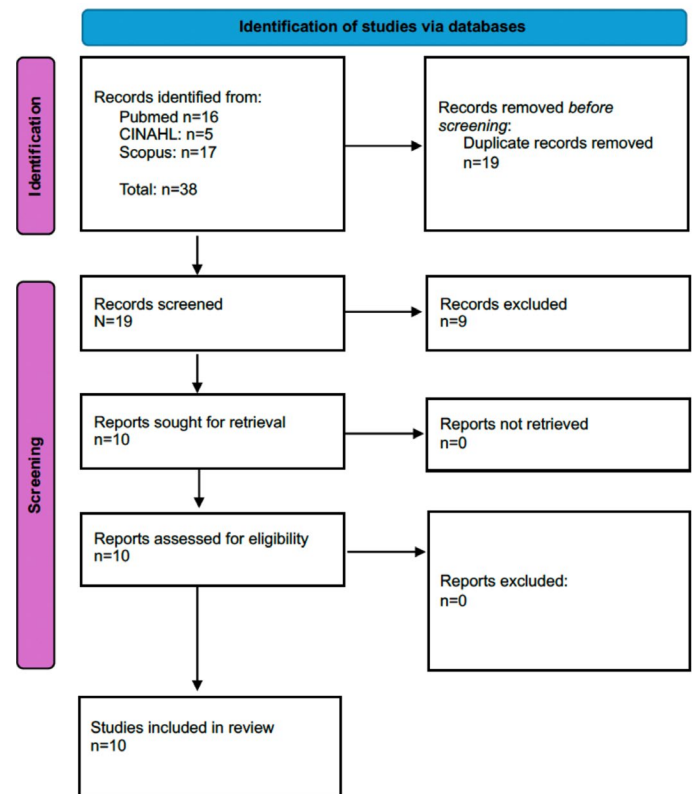 Identification of studies via databases
Identification
Records identified from:
Pubmed n=16
CINAHL: n=5
Scopus: n=17
Total: n=38
Records removed before
screening:
Duplicate records removed
n=19
Screening
Records screened
N=19
Records excluded
n=9
Reports sought for retrieval
n=10
Reports not retrieved
n=0
Reports assessed for eligibility
n=10
Reports excluded:
n=0
Studies included in review
n=10